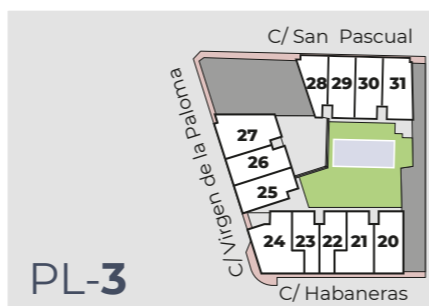 C/ San Pascual
28 29 30 31
C/ Virgen de la Paloma
27
26
25
24 23 22 21 20
PL-3
C/ Habaneras